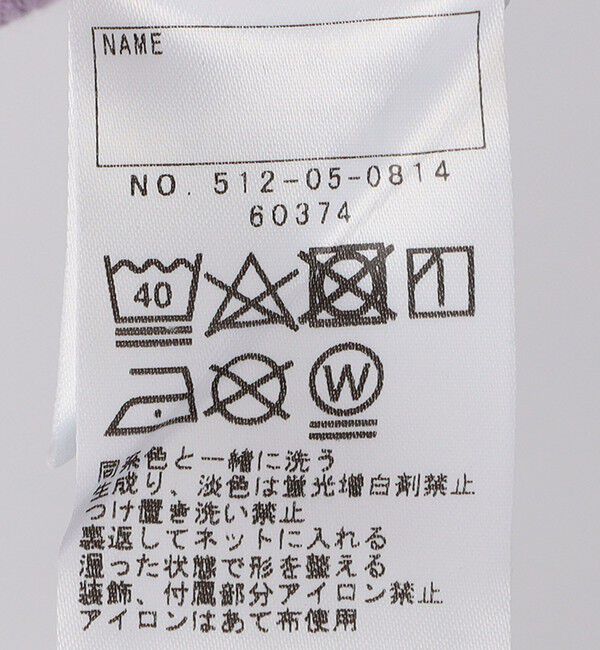 NAME
NO. 512-05-0814
60374
40
W
同系色と一緒に洗う
生成り、淡色は蛍光増白剤禁止
つけ置き洗い禁止
裏返してネットに入れる
湿った状態で形を整える
装飾、付属部分アイロン禁止
アイロンはあて布使用